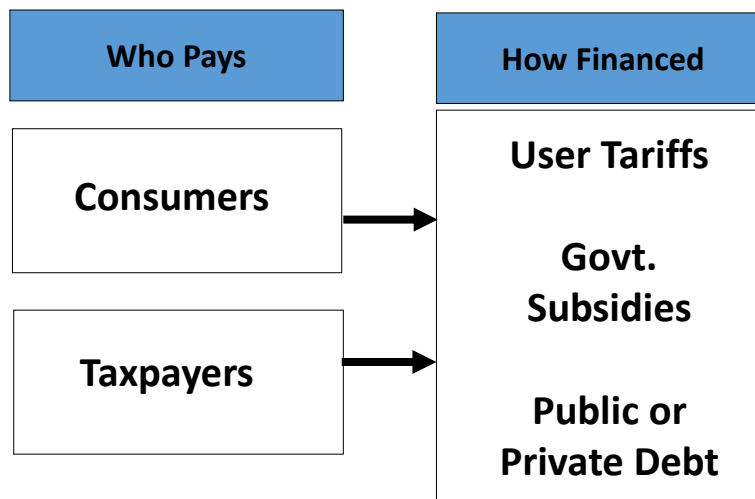 Who Pays
How Financed
Consumers
Taxpayers
User Tariffs
Govt.
Subsidies
Public or
Private Debt